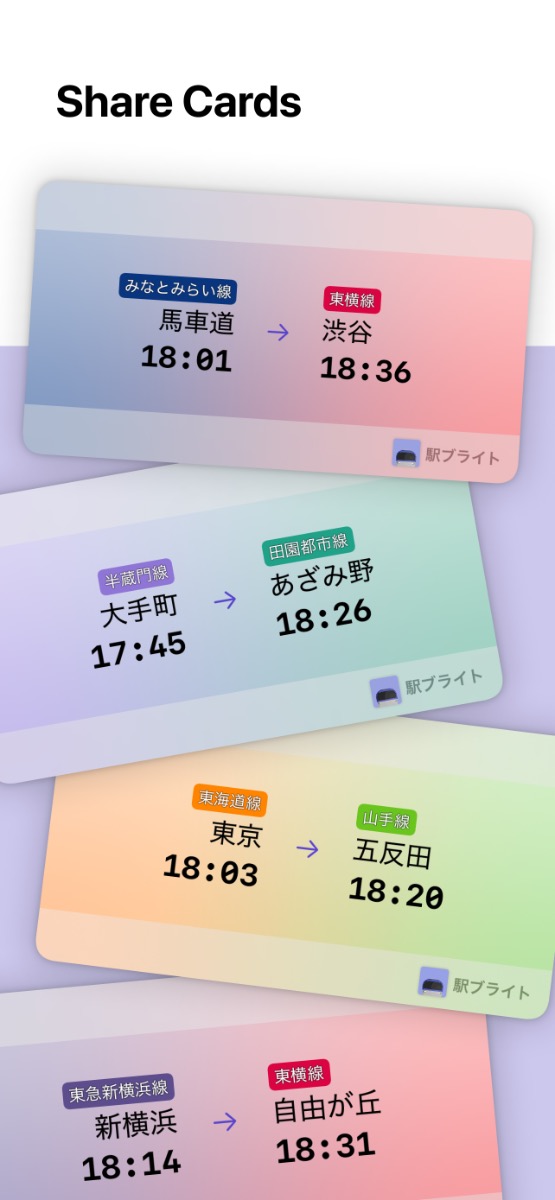 Share Cards
みなとみらい線
馬車道
18:01
→
東横線
渋谷
18:36
駅ブライト
半蔵門線
大手町
17:45
→
田園都市線
あざみ野
18:26
駅ブライト
東海道線
東京
18:03
→
山手線
五反田
18:20
駅ブライト
東急新横浜線
新横浜
18:14
→
東横線
自由が丘
18:31